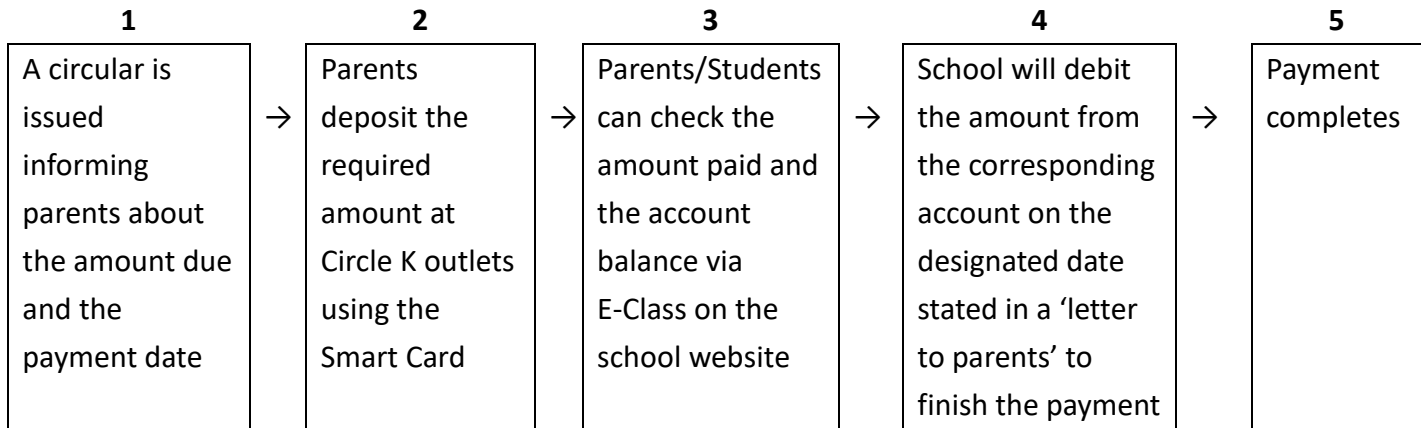 1
A circular is
issued
informing
parents about
the amount due
and the
payment date
→
2
Parents
deposit the
required
amount at
Circle K outlets
using the
Smart Card
→
3
Parents/Students
can check the
amount paid and
the account
balance via
E-Class on the
school website
→
4
School will debit
the amount from
the corresponding
account on the
designated date
stated in a ‘letter
to parents’ to
finish the payment
→
5
Payment
completes